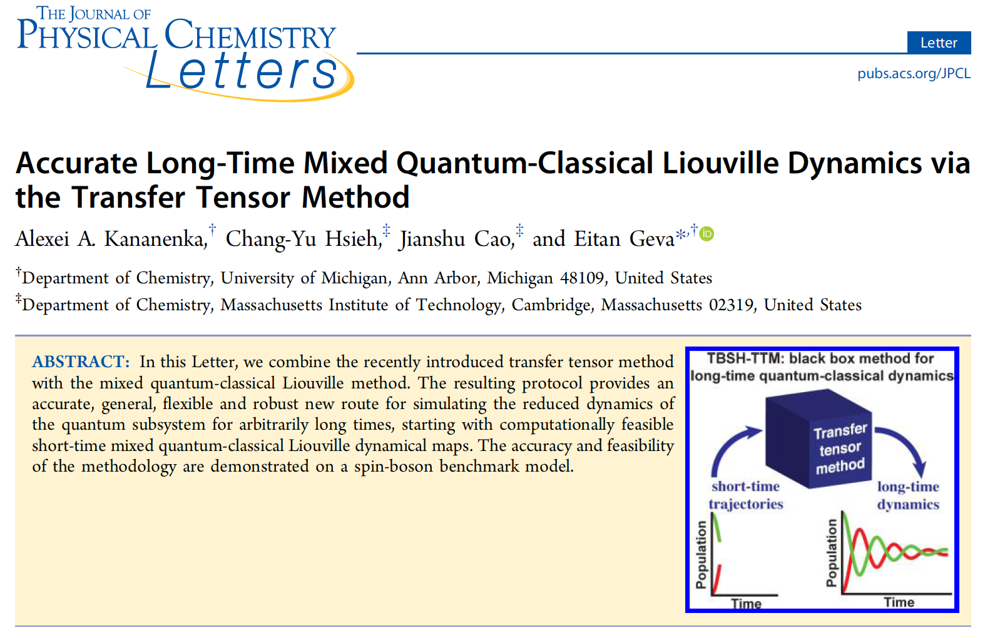 THE JOURNAL OF
PHYSICAL CHEMISTRY
Letters
Letter
pubs.acs.org/JPCL
Accurate Long-Time Mixed Quantum-Classical Liouville Dynamics via
the Transfer Tensor Method
Alexei A. Kananenka,† Chang-Yu Hsieh,‡ Jianshu Cao,‡ and Eitan Geva*,† iD
†Department of Chemistry, University of Michigan, Ann Arbor, Michigan 48109, United States
‡Department of Chemistry, Massachusetts Institute of Technology, Cambridge, Massachusetts 02319, United States
ABSTRACT: In this Letter, we combine the recently introduced transfer tensor method
with the mixed quantum-classical Liouville method. The resulting protocol provides an
accurate, general, flexible and robust new route for simulating the reduced dynamics of
the quantum subsystem for arbitrarily long times, starting with computationally feasible
short-time mixed quantum-classical Liouville dynamical maps. The accuracy and feasibility
of the methodology are demonstrated on a spin-boson benchmark model.
TBSH-TTM: black box method for
long-time quantum-classical dynamics
Transfer
tensor
method
short-time
trajectories
long-time
dynamics
Population
Time
Population
Time